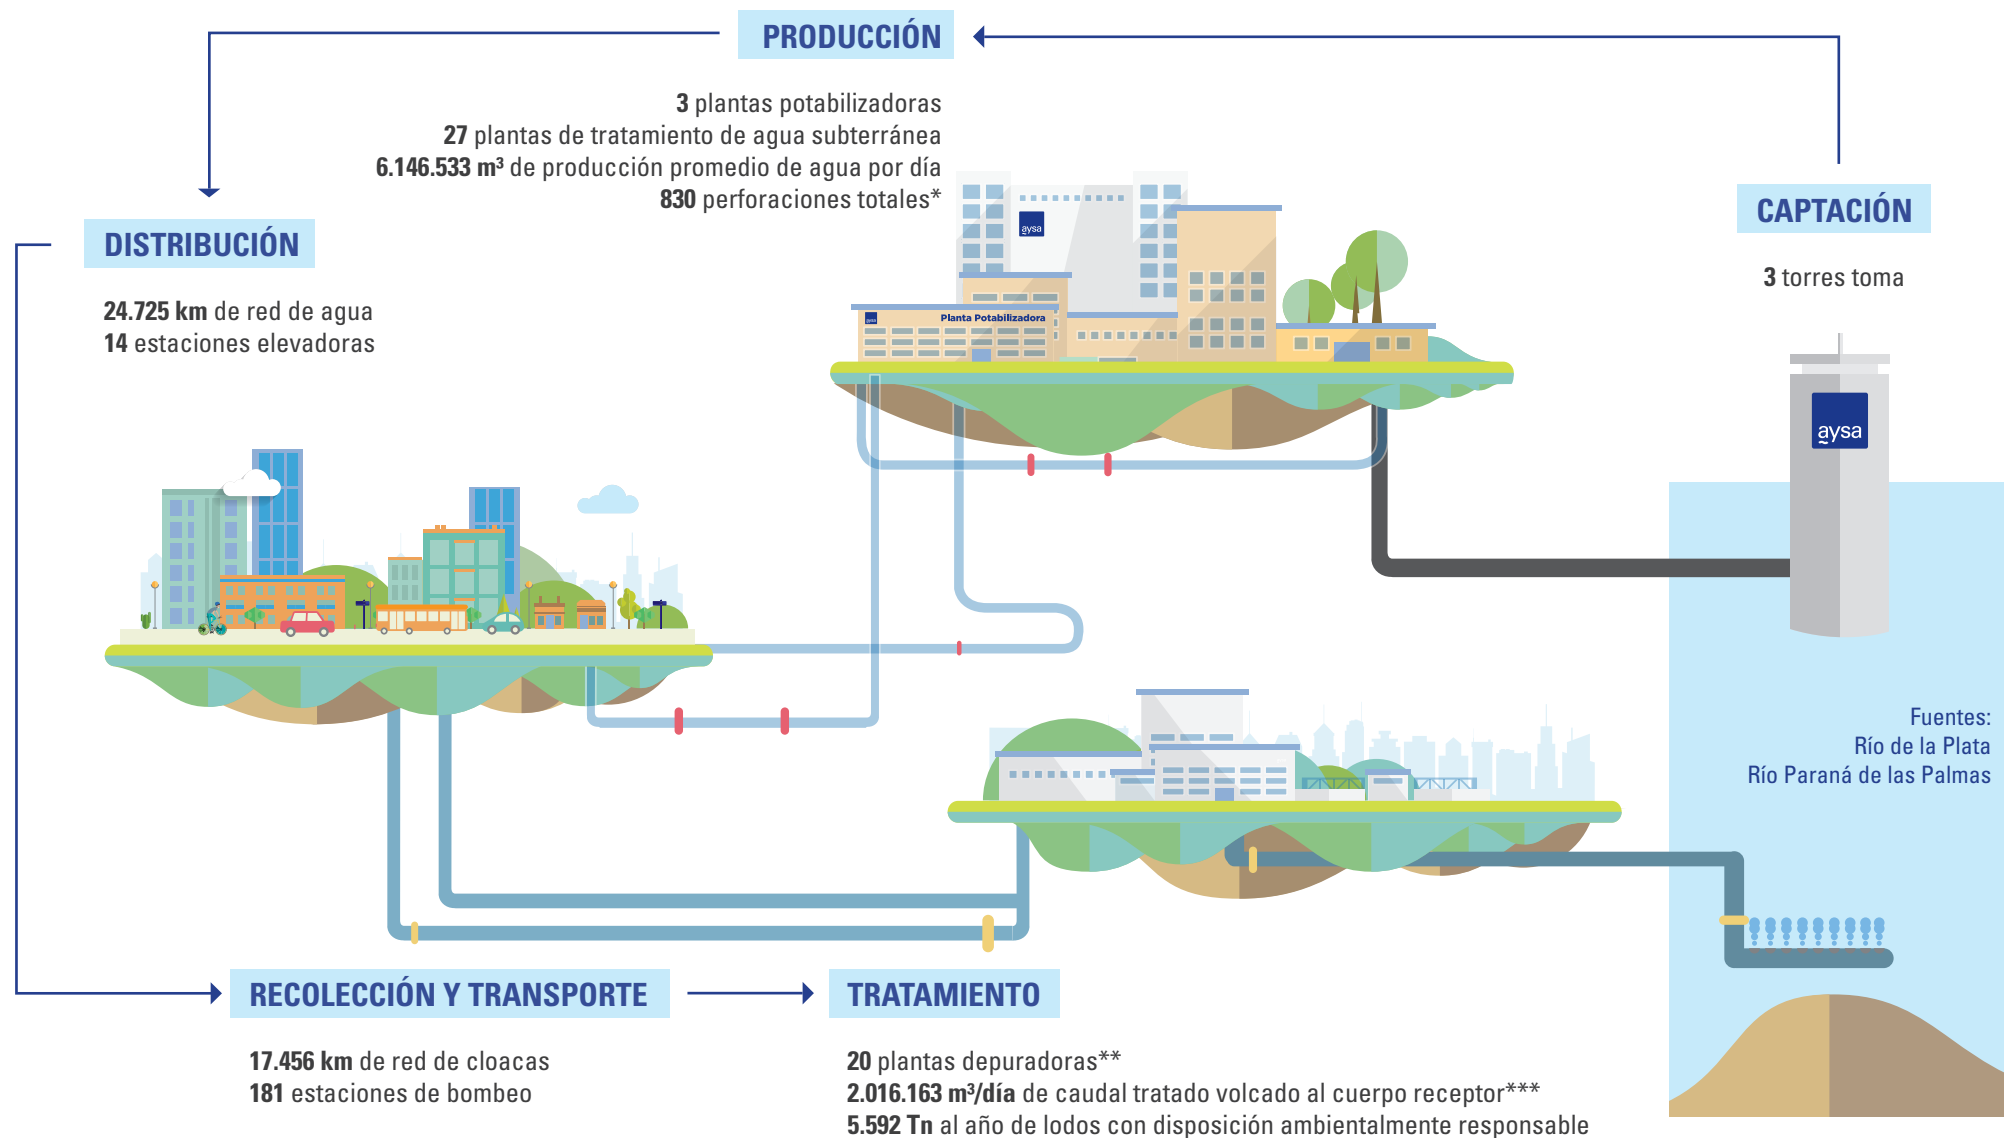 PRODUCCIÓN
3 plantas potabilizadoras
27 plantas de tratamiento de agua subterránea
6.146.533 m³ de producción promedio de agua por día
830 perforaciones totales*
CAPTACIÓN
3 torres toma
DISTRIBUCIÓN
24.725 km de red de agua
14 estaciones elevadoras
aysa
aysa
Planta Potabilizadora
aysa
Fuentes:
Río de la Plata
Río Paraná de las Palmas
RECOLECCIÓN Y TRANSPORTE
17.456 km de red de cloacas
181 estaciones de bombeo
TRATAMIENTO
20 plantas depuradoras**
2.016.163 m³/día de caudal tratado volcado al cuerpo receptor***
5.592 Tn al año de lodos con disposición ambientalmente responsable